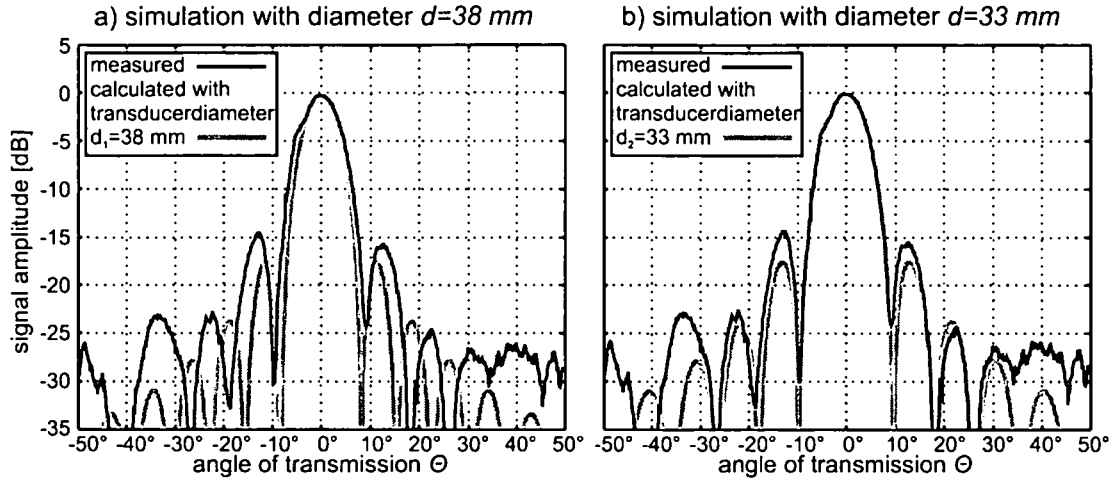 a) simulation with diameter d=38 mm
5
0
-5
-10
-15
-20
-25
-30
-35
signal amplitude [dB]
measured
calculated with
transducerdiameter
d₁=38 mm
-50° -40° -30° -20° -10° 0° 10° 20° 30° 40° 50°
angle of transmission Θ
b) simulation with diameter d=33 mm
measured
calculated with
transducerdiameter
d₂=33 mm
-50° -40° -30° -20° -10° 0° 10° 20° 30° 40° 50°
angle of transmission Θ